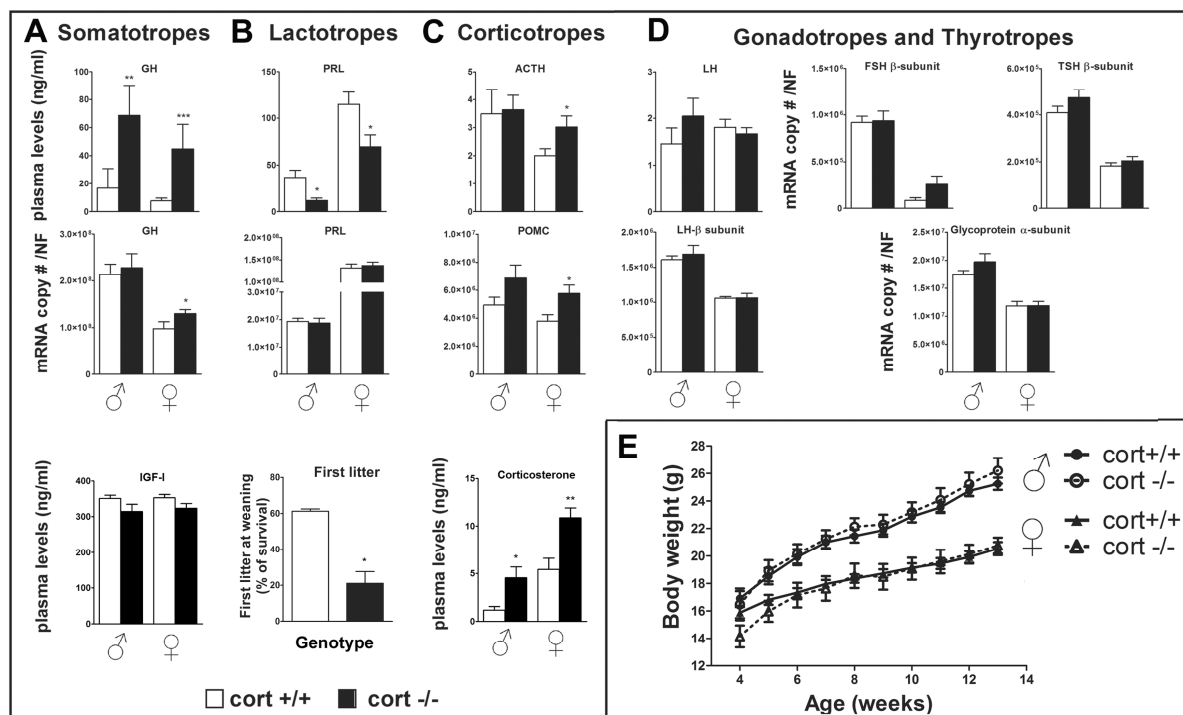 A Somatotropes
B Lactotropes
C Corticotropes
D
Gonadotropes and Thyrotropes
plasma levels (ng/ml)
GH
100
80
60
40
20
0
**
***
PRL
150
100
50
0
*
*
ACTH
5
4
3
2
1
0
*
LH
3
2
1
0
mRNA copy # /NF
FSH β-subunit
1.5×10⁶
1.0×10⁶
5.0×10⁵
0
TSH β-subunit
6.0×10⁵
4.0×10⁵
2.0×10⁵
0
mRNA copy # /NF
GH
3.0×10⁸
2.0×10⁸
1.0×10⁸
0
*
PRL
2.0×10⁰⁸
1.5×10⁰⁸
1.0×10⁰⁸
3.0×10⁷
2.0×10⁷
1.0×10⁷
0
POMC
1.0×10⁷
8.0×10⁶
6.0×10⁶
4.0×10⁶
2.0×10⁶
0
*
LH-β subunit
2.0×10⁶
1.6×10⁶
1.0×10⁶
5.0×10⁵
0
mRNA copy # /NF
Glycoprotein α-subunit
2.5×10⁷
2.0×10⁷
1.5×10⁷
1.0×10⁷
5.0×10⁶
0
♂ ♀
♂ ♀
♂ ♀
♂ ♀
♂ ♀
plasma levels (ng/ml)
IGF-I
400
300
200
100
0
♂ ♀
First litter at weaning
(% of survival)
First litter
80
60
40
20
0
*
Genotype
plasma levels (ng/ml)
Corticosterone
15
10
5
0
*
**
♂ ♀
cort +/+ cort -/-
E
Body weight (g)
28
26
24
22
20
18
16
14
12
4 6 8 10 12 14
Age (weeks)
♂ cort+/+
cort -/-
♀ cort+/+
cort -/-